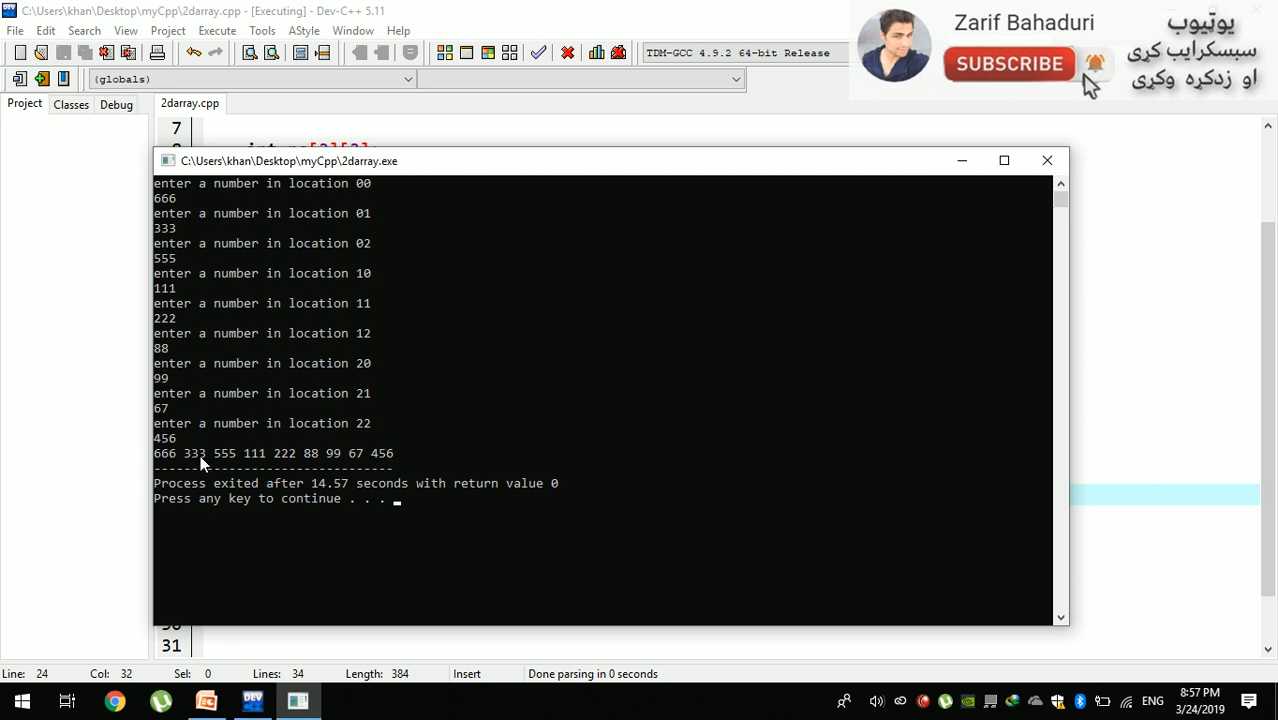 C:\Users\khan\Desktop\myCpp\2darray.cpp - [Executing] - Dev-C++ 5.11
File Edit Search View Project Execute Tools AStyle Window Help
TDM-GCC 4.9.2 64-bit Release
(globals)
Project Classes Debug
2darray.cpp
Zarif Bahaduri
SUBSCRIBE
يوټيوب
سبسکرايب کړی
او زدکړه وکړی
7
C:\Users\khan\Desktop\myCpp\2darray.exe
enter a number in location 00
666
enter a number in location 01
333
enter a number in location 02
555
enter a number in location 10
111
enter a number in location 11
222
enter a number in location 12
88
enter a number in location 20
99
enter a number in location 21
67
enter a number in location 22
456
666 333 555 111 222 88 99 67 456
--------------------------------
Process exited after 14.57 seconds with return value 0
Press any key to continue . . .
31
Line: 24 Col: 32 Sel: 0 Lines: 34 Length: 384 Insert Done parsing in 0 seconds
DEV
ENG
8:57 PM
3/24/2019